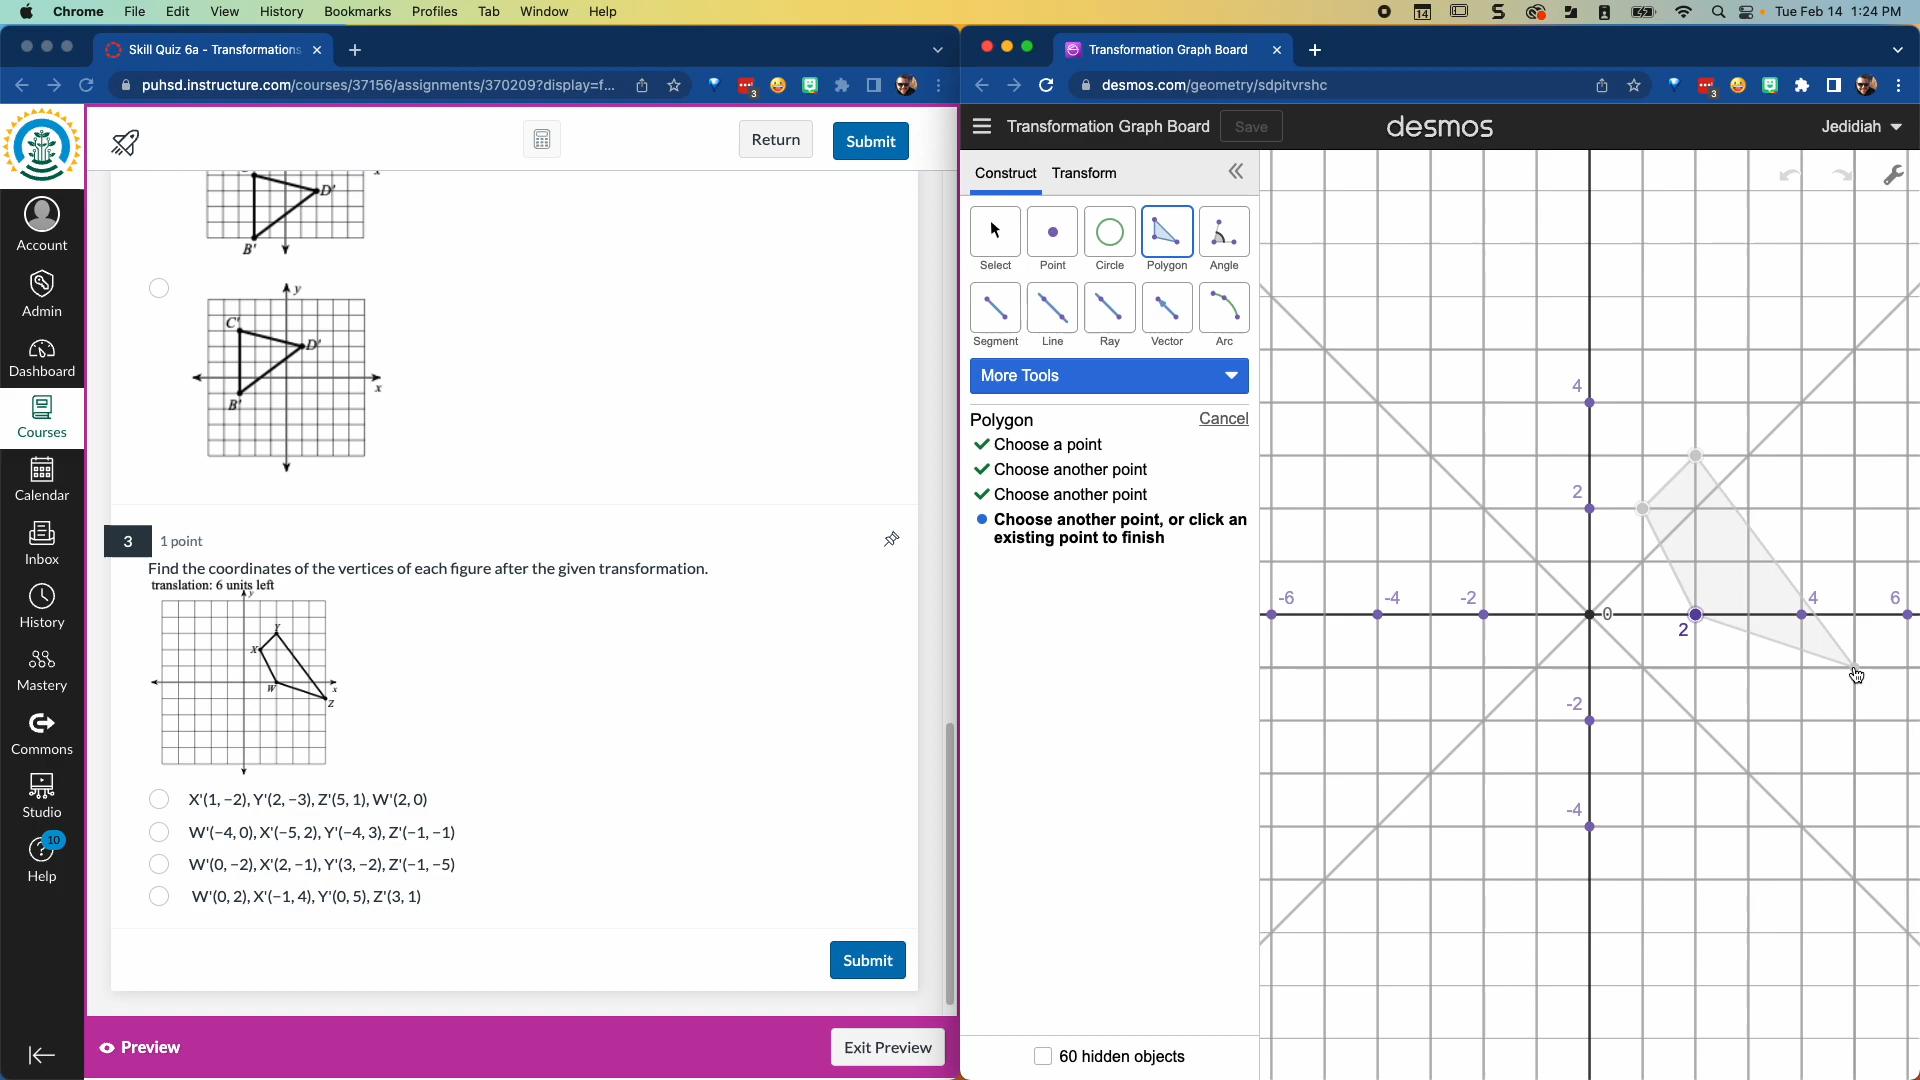 Chrome File Edit View History Bookmarks Profiles Tab Window Help
14
Tue Feb 14 1:24 PM
Skill Quiz 6a - Transformations
puhsd.instructure.com/courses/37156/assignments/370209?display=f...
3
Return
Submit
Account
Admin
Dashboard
Courses
Calendar
Inbox
History
Mastery
Commons
Studio
10
Help
D'
x
B'
y
C'
D'
x
B'
3
1 point
Find the coordinates of the vertices of each figure after the given transformation.
translation: 6 units left
y
Y
X
x
W
Z
X'(1, −2), Y'(2, −3), Z'(5, 1), W'(2, 0)
W'(−4, 0), X'(−5, 2), Y'(−4, 3), Z'(−1, −1)
W'(0, −2), X'(2, −1), Y'(3, −2), Z'(−1, −5)
W'(0, 2), X'(−1, 4), Y'(0, 5), Z'(3, 1)
Submit
Preview
Exit Preview
Transformation Graph Board
desmos.com/geometry/sdpitvrshc
3
Transformation Graph Board
Save
desmos
Jedidiah
Construct Transform
Select Point Circle Polygon Angle
Segment Line Ray Vector Arc
More Tools
Polygon
Cancel
Choose a point
Choose another point
Choose another point
Choose another point, or click an
existing point to finish
60 hidden objects
4
2
-6 -4 -2 0 4 6
2
-2
-4